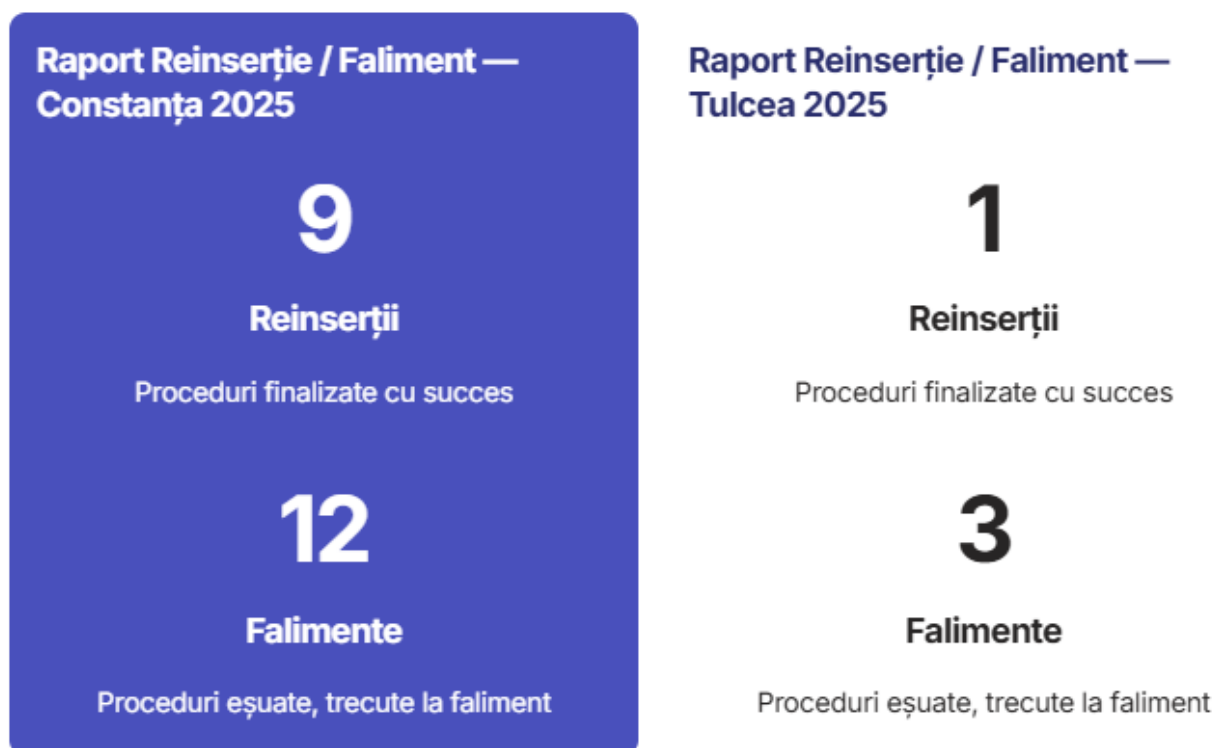 Raport Reinserție / Faliment —
Constanța 2025
9
Reinserții
Proceduri finalizate cu succes
12
Falimente
Proceduri eșuate, trecute la faliment
Raport Reinserție / Faliment —
Tulcea 2025
1
Reinserții
Proceduri finalizate cu succes
3
Falimente
Proceduri eșuate, trecute la faliment